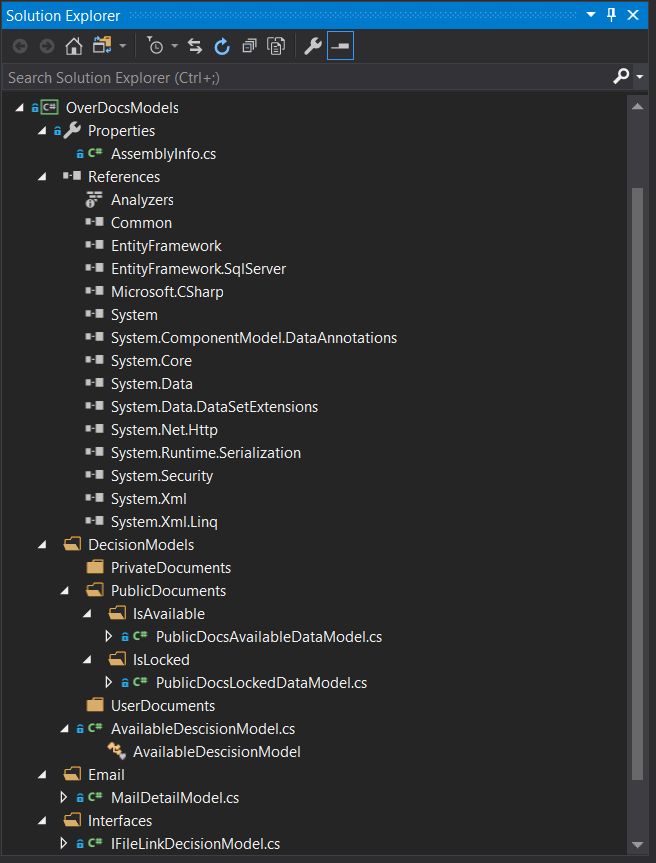 Solution Explorer
Search Solution Explorer (Ctrl+;)
C# OverDocsModels
Properties
C# AssemblyInfo.cs
References
Analyzers
Common
EntityFramework
EntityFramework.SqlServer
Microsoft.CSharp
System
System.ComponentModel.DataAnnotations
System.Core
System.Data
System.Data.DataSetExtensions
System.Net.Http
System.Runtime.Serialization
System.Security
System.Xml
System.Xml.Linq
DecisionModels
PrivateDocuments
PublicDocuments
IsAvailable
C# PublicDocsAvailableDataModel.cs
IsLocked
C# PublicDocsLockedDataModel.cs
UserDocuments
C# AvailableDescisionModel.cs
AvailableDescisionModel
Email
C# MailDetailModel.cs
Interfaces
C# IFileLinkDecisionModel.cs